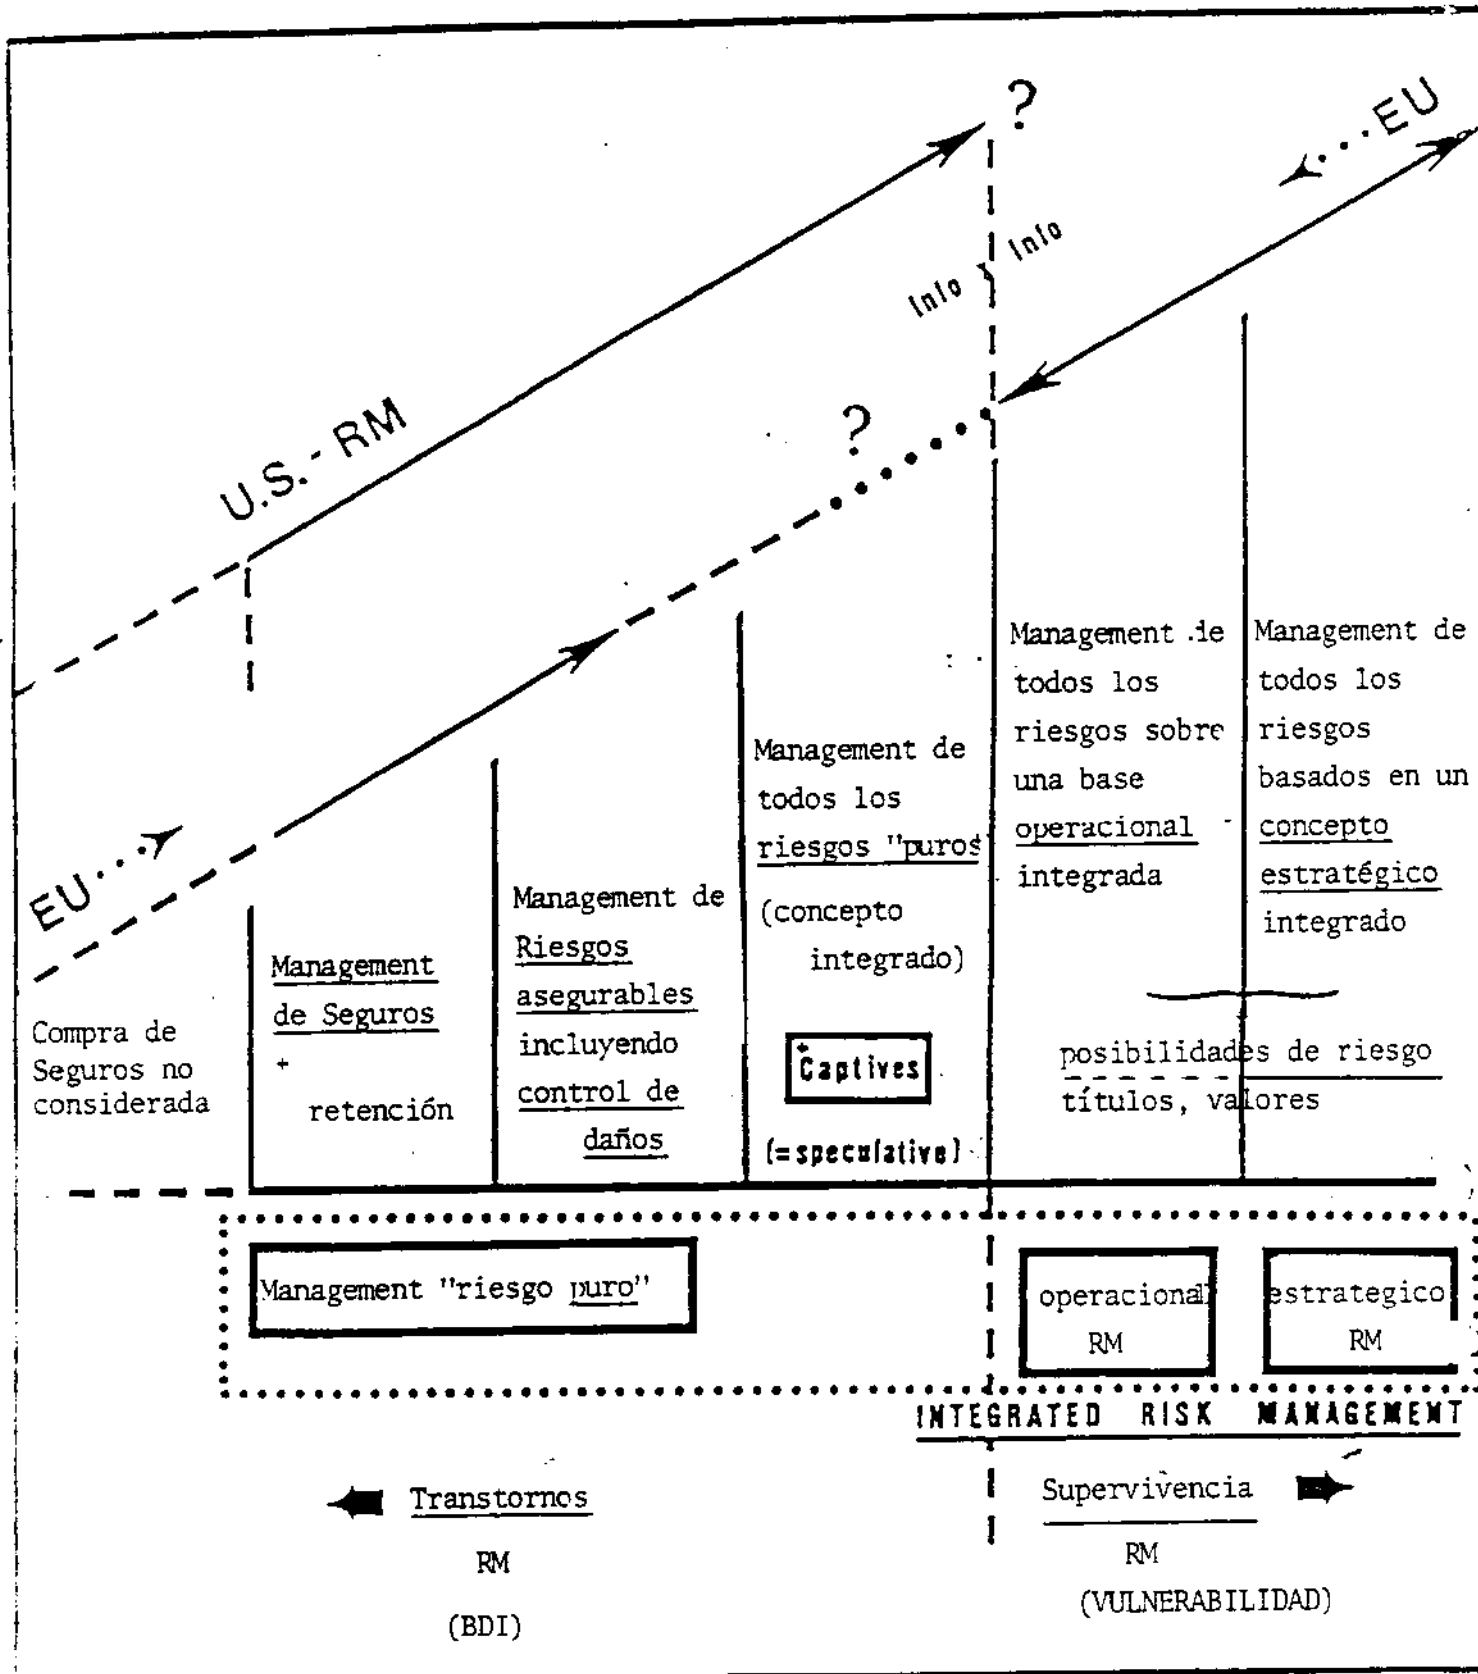 ?
EU
Info
Info
U.S. - RM
?
EU
Compra de
Seguros no
considerada
Management
de Seguros
+
retención
Management de
Riesgos
asegurables
incluyendo
control de
daños
Management de
todos los
riesgos "puros
(concepto
integrado)
+
Captives
(=speculative)
Management de
todos los
riesgos sobre
una base
operacional
integrada
Management de
todos los
riesgos
basados en un
concepto
estratégico
integrado
posibilidades de riesgo
títulos, valores
Management "riesgo puro"
operacional
RM
estrategico
RM
INTEGRATED RISK MANAGEMENT
Transtornos
RM
(BDI)
Supervivencia
RM
(VULNERABILIDAD)